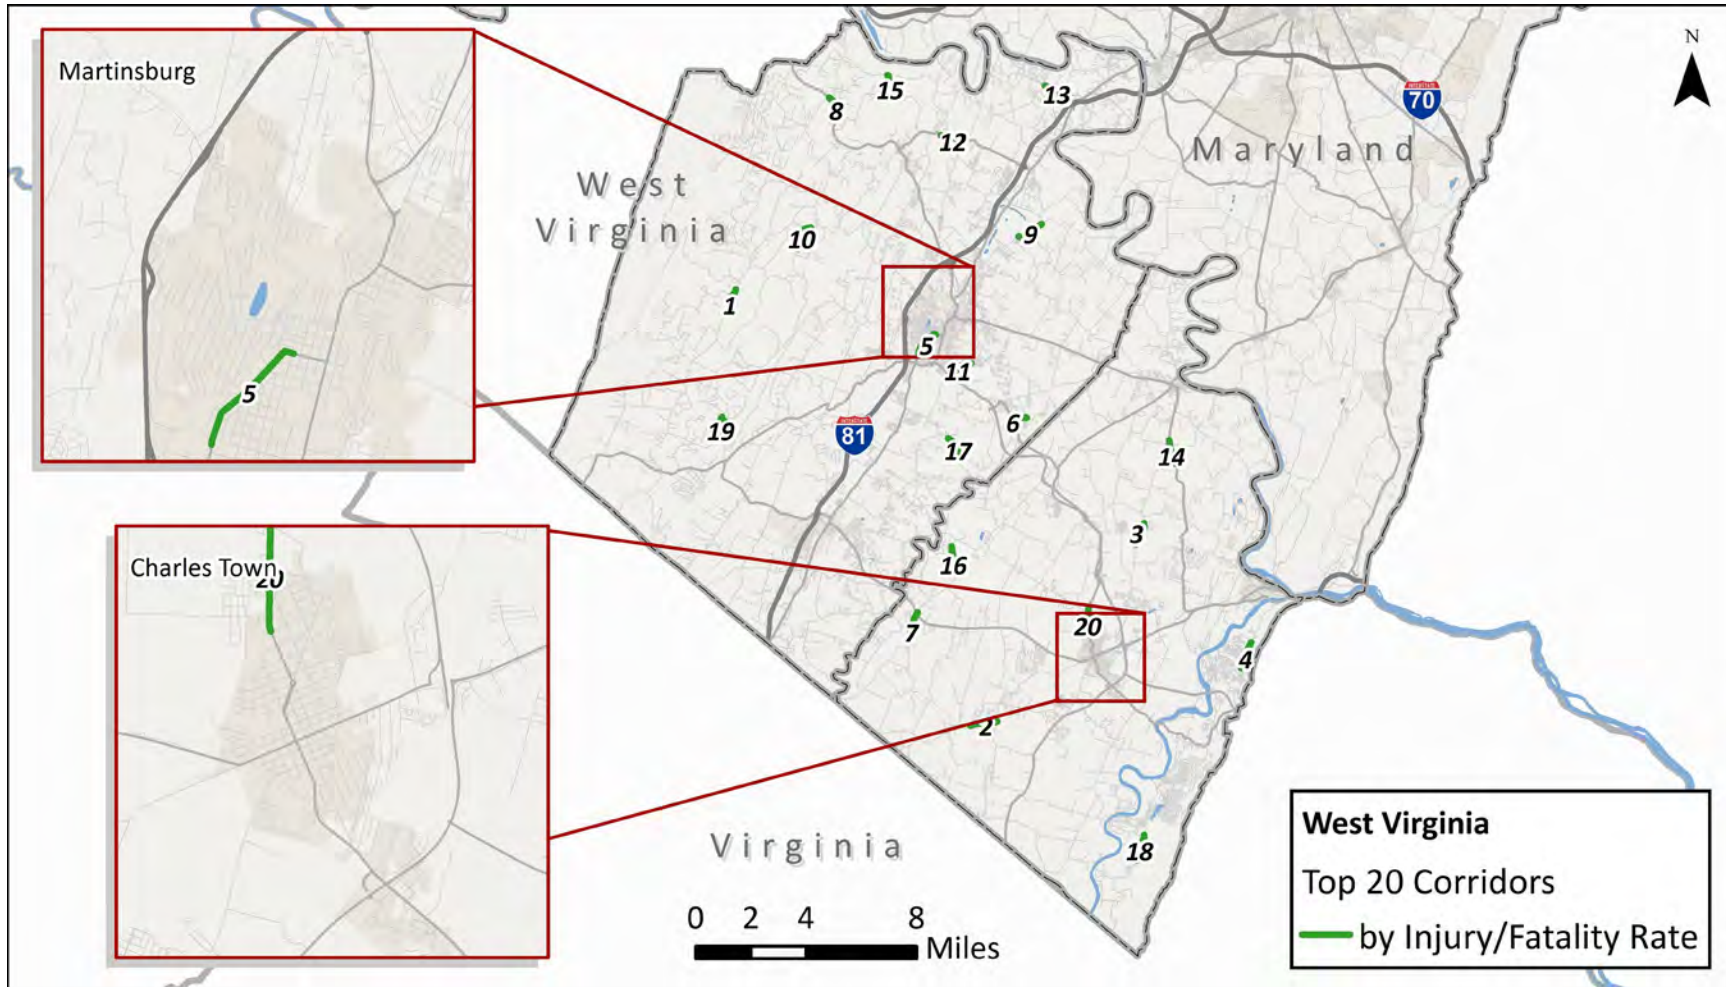 Martinsburg
5
Charles Town
20
N
INTERSTATE
70
Maryland
West
Virginia
15
8
13
12
10
9
1
5
11
19
6
INTERSTATE
81
17
14
3
16
7
20
4
2
18
Virginia
0 2 4 8
Miles
West Virginia
Top 20 Corridors
by Injury/Fatality Rate